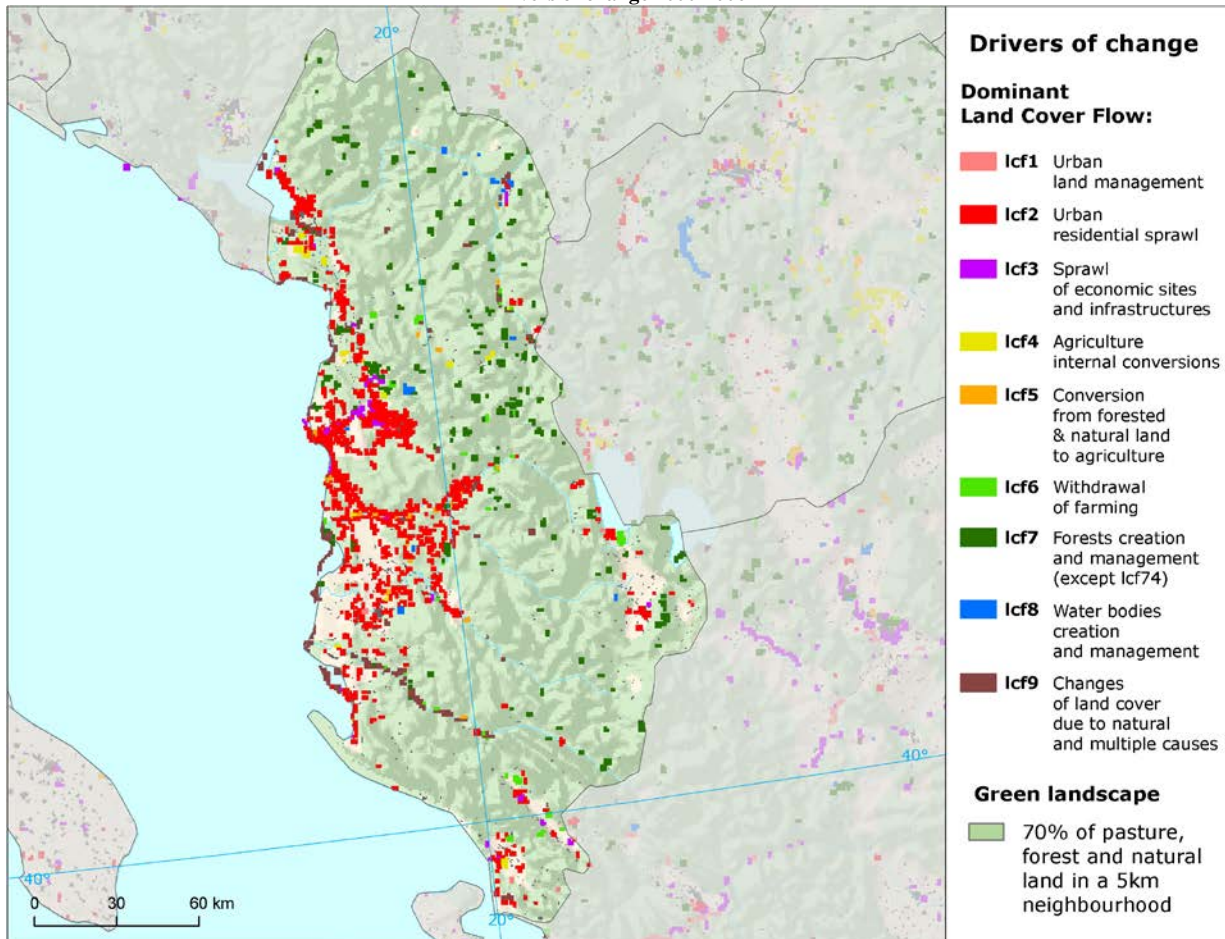 20°
40°
40°
20°
0 30 60 km
Drivers of change
Dominant
Land Cover Flow:
lcf1 Urban
land management
lcf2 Urban
residential sprawl
lcf3 Sprawl
of economic sites
and infrastructures
lcf4 Agriculture
internal conversions
lcf5 Conversion
from forested
& natural land
to agriculture
lcf6 Withdrawal
of farming
lcf7 Forests creation
and management
(except lcf74)
lcf8 Water bodies
creation
and management
lcf9 Changes
of land cover
due to natural
and multiple causes
Green landscape
70% of pasture,
forest and natural
land in a 5km
neighbourhood